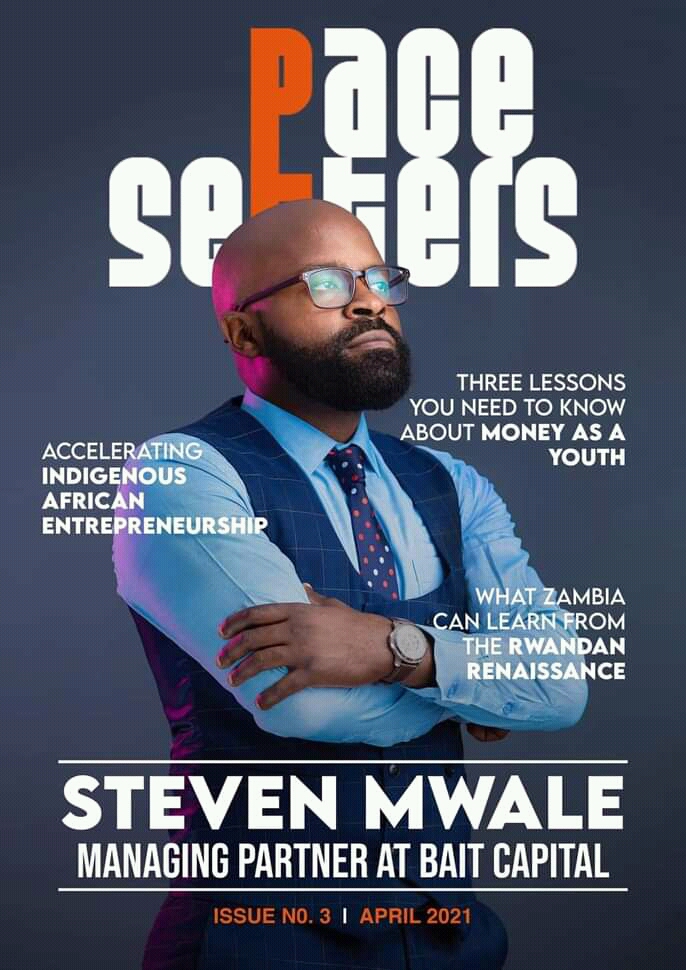 Pace
setters
THREE LESSONS
YOU NEED TO KNOW
ABOUT MONEY AS A
YOUTH
ACCELERATING
INDIGENOUS
AFRICAN
ENTREPRENEURSHIP
WHAT ZAMBIA
CAN LEARN FROM
THE RWANDAN
RENAISSANCE
STEVEN MWALE
MANAGING PARTNER AT BAIT CAPITAL
ISSUE N0. 3 | APRIL 2021